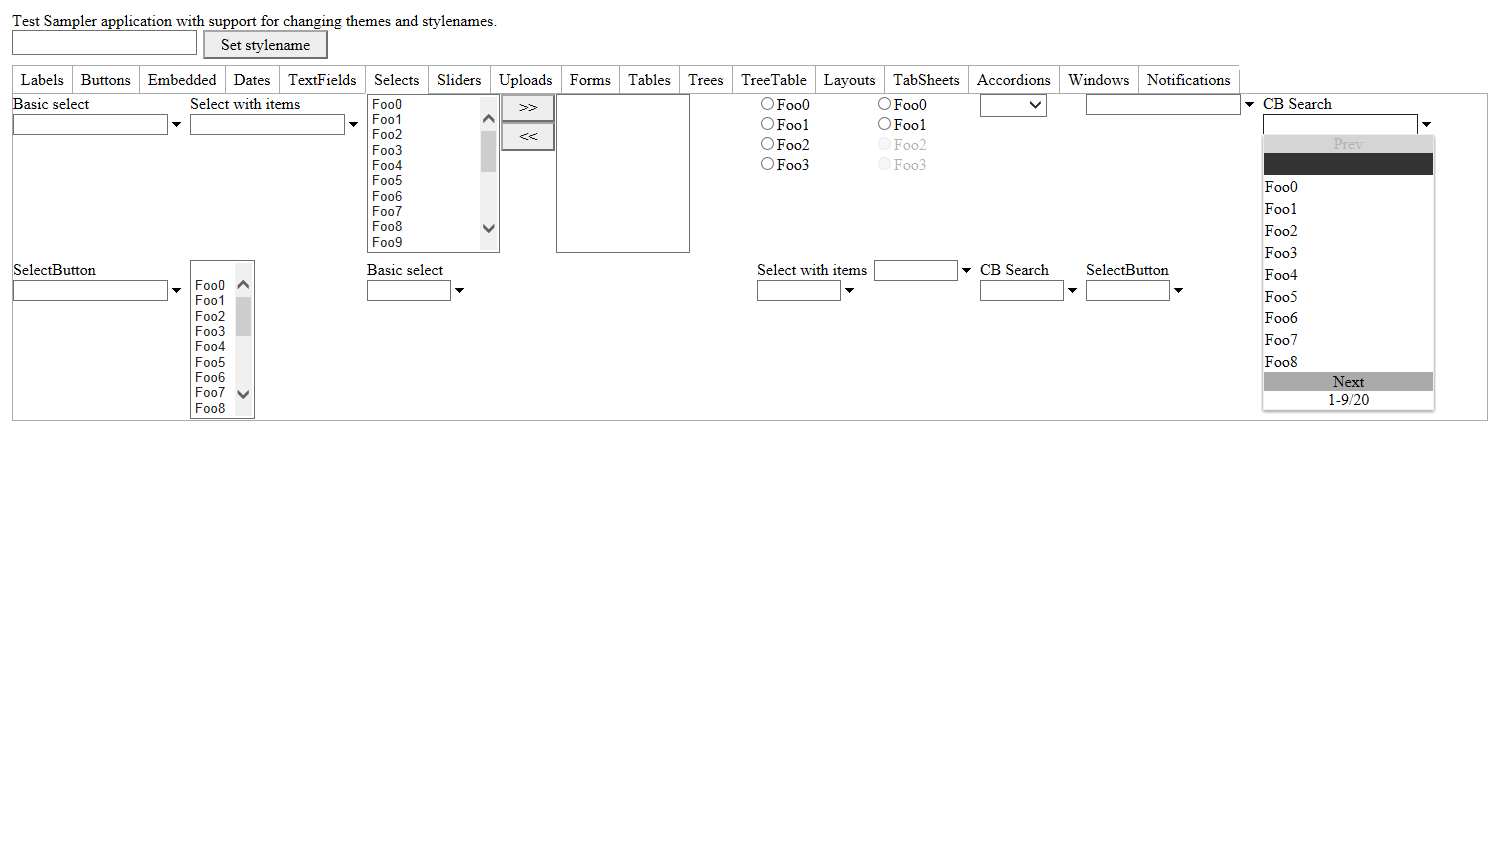 Test Sampler application with support for changing themes and stylenames.
Set stylename
Labels Buttons Embedded Dates TextFields Selects Sliders Uploads Forms Tables Trees TreeTable Layouts TabSheets Accordions Windows Notifications
Basic select
Select with items
Foo0
Foo1
Foo2
Foo3
Foo4
Foo5
Foo6
Foo7
Foo8
Foo9
>>
<<
Foo0
Foo1
Foo2
Foo3
Foo0
Foo1
Foo2
Foo3
CB Search
Prev
Foo0
Foo1
Foo2
Foo3
Foo4
Foo5
Foo6
Foo7
Foo8
Next
1-9/20
SelectButton
Foo0
Foo1
Foo2
Foo3
Foo4
Foo5
Foo6
Foo7
Foo8
Basic select
Select with items
CB Search
SelectButton